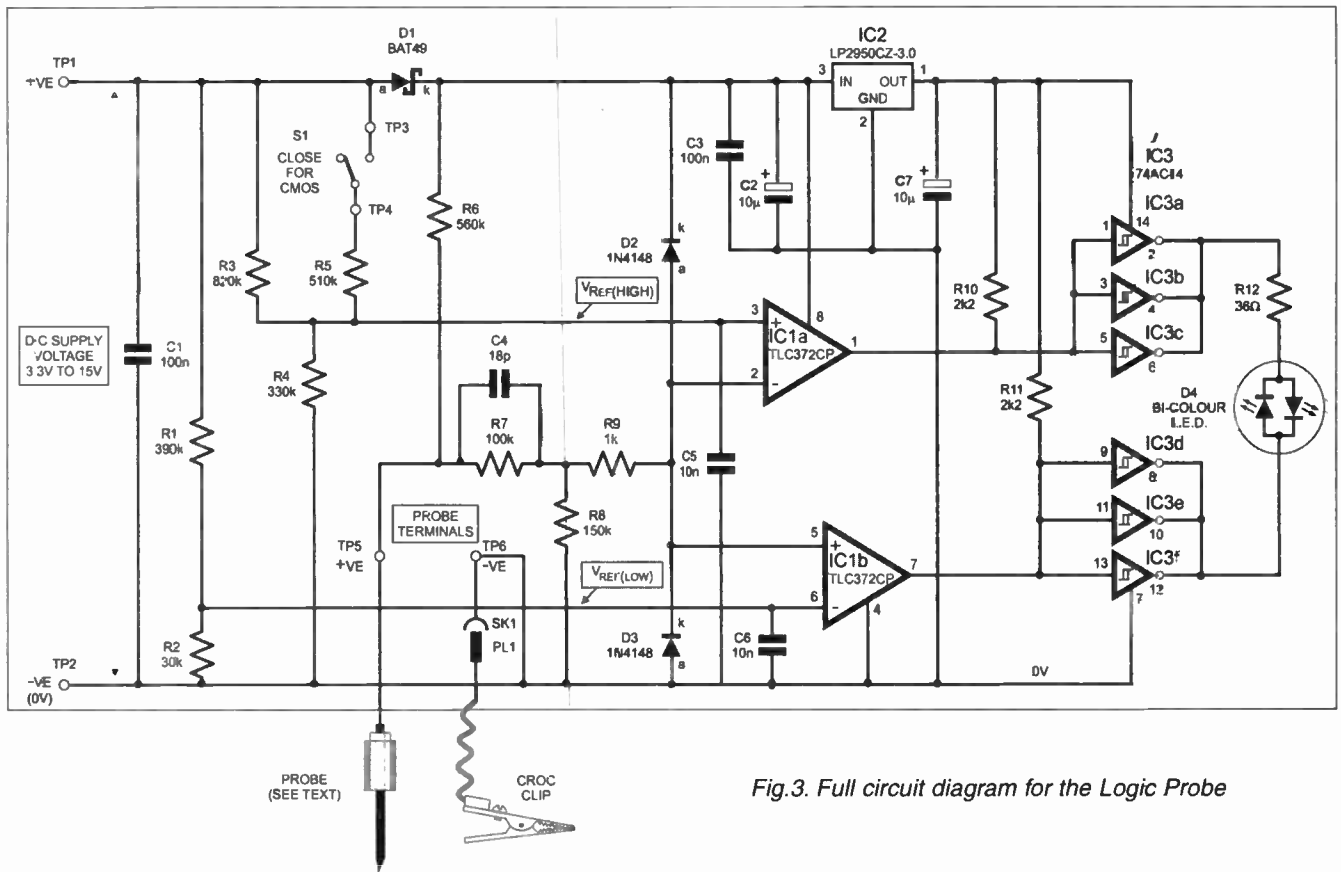 D1
BAT49
TP1
+VE
a
k
IC2
LP2950CZ-3.0
3
IN
OUT
1
GND
2
TP3
S1
CLOSE
FOR
CMOS
TP4
C3
100n
C2
10µ
+
C7
10µ
+
IC3
74AC14
IC3a
1
14
2
IC3b
3
4
IC3c
5
6
R12
36Ω
R6
560k
k
D2
1N4148
a
R3
820k
R5
510k
VREF(HIGH)
R10
2k2
3
+
8
IC1a
TLC372CP
1
2
-
DC SUPPLY
VOLTAGE
3.3V TO 15V
C1
100n
C4
18p
R4
330k
R7
100k
R9
1k
R11
2k2
D4
BI-COLOUR
L.E.D.
R1
390k
C5
10n
IC3d
9
8
IC3e
11
10
IC3f
13
12
7
R8
150k
PROBE
TERMINALS
TP5
+VE
TP6
-VE
5
+
IC1b
TLC372CP
7
6
-
4
VREF(LOW)
SK1
PL1
R2
30k
k
D3
1N4148
a
C6
10n
TP2
-VE
(0V)
0V
PROBE
(SEE TEXT)
CROC
CLIP
Fig.3. Full circuit diagram for the Logic Probe